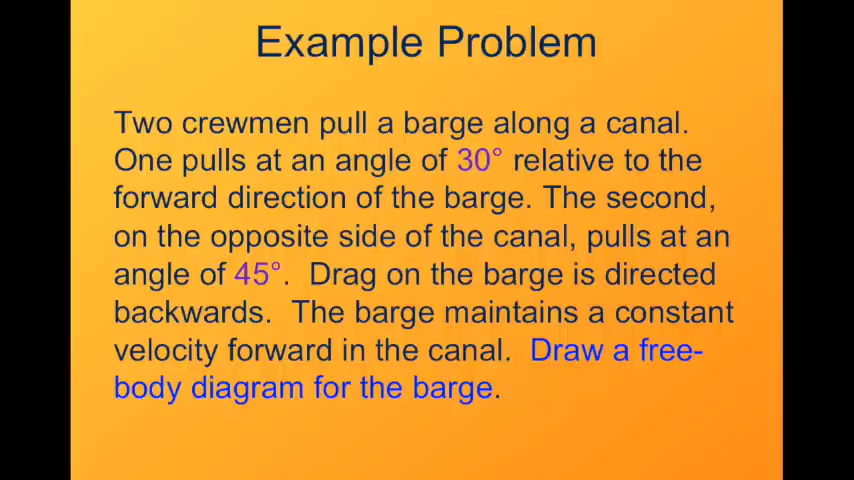 Example Problem
Two crewmen pull a barge along a canal.
One pulls at an angle of 30° relative to the
forward direction of the barge. The second,
on the opposite side of the canal, pulls at an
angle of 45°.  Drag on the barge is directed
backwards.  The barge maintains a constant
velocity forward in the canal.  Draw a free-
body diagram for the barge.